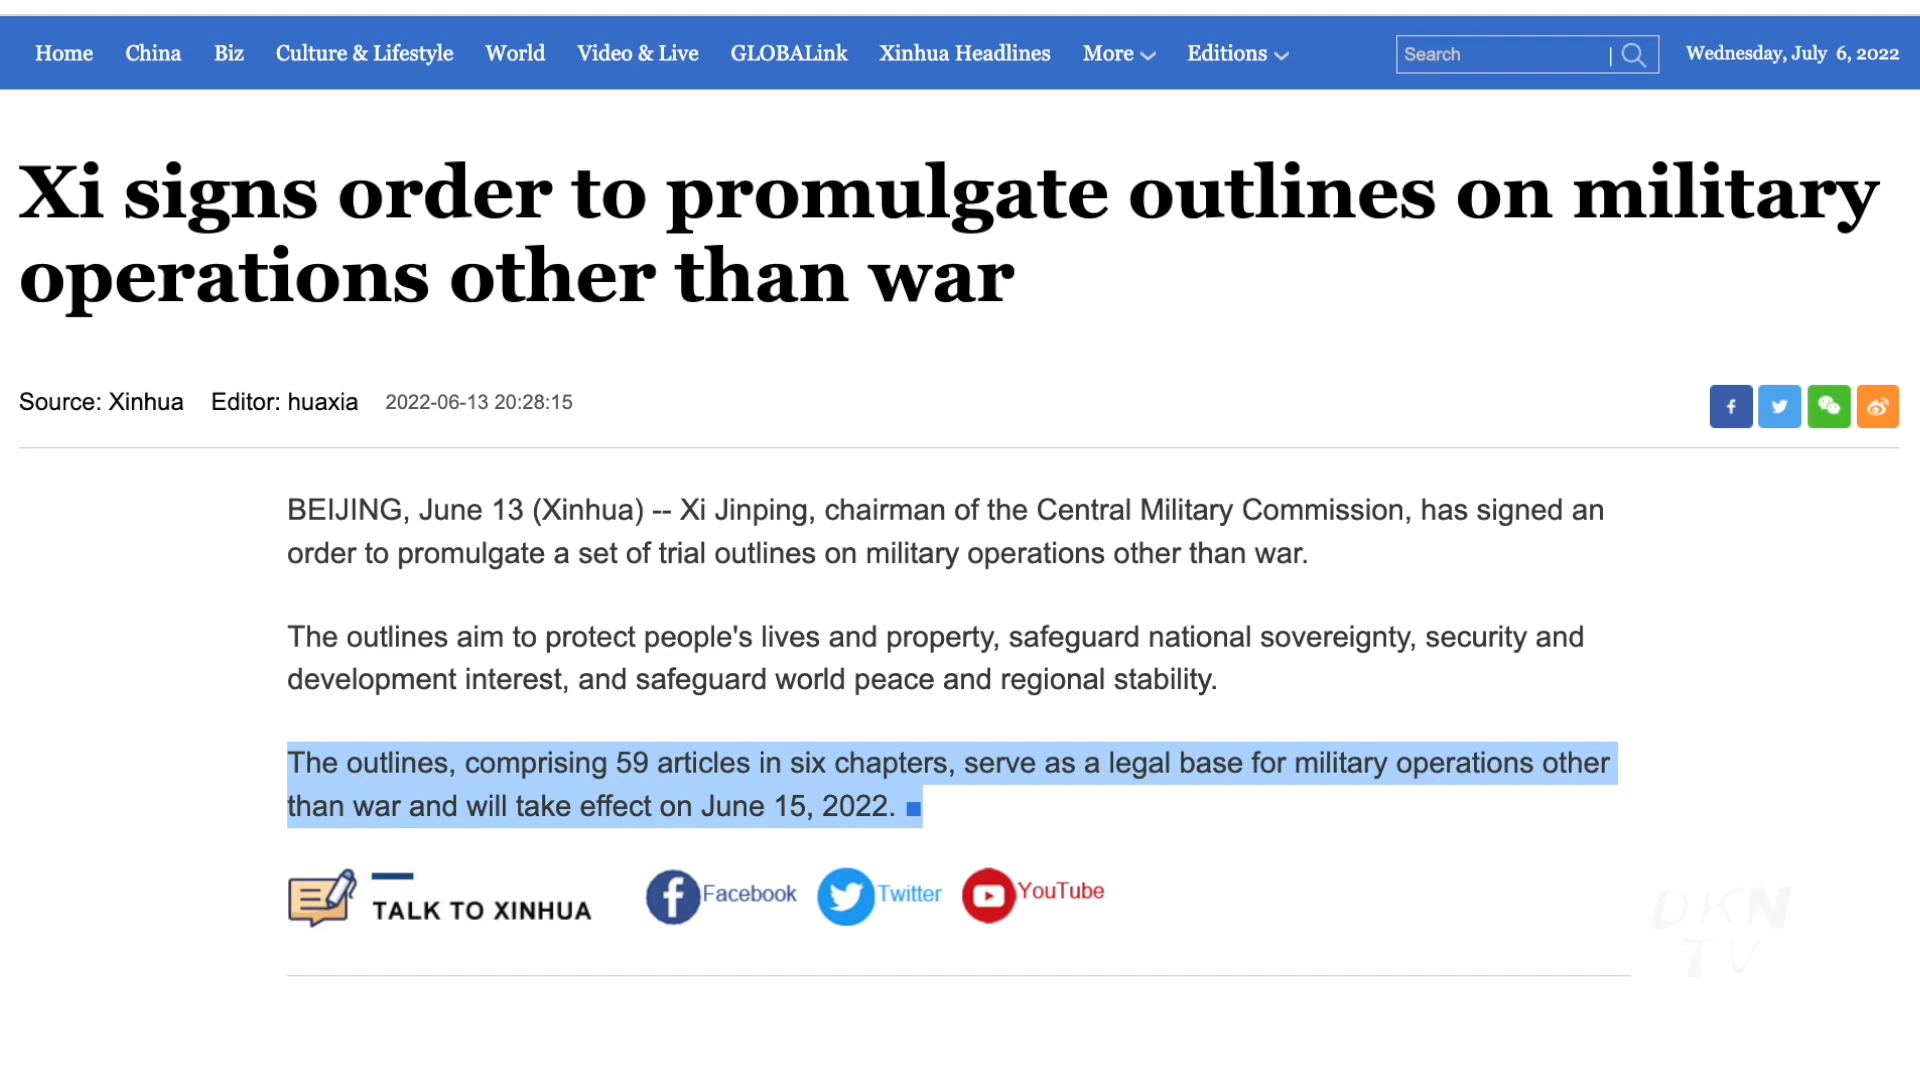 Home China Biz Culture & Lifestyle World Video & Live GLOBALink Xinhua Headlines More Editions Search Wednesday, July 6, 2022
Xi signs order to promulgate outlines on military
operations other than war
Source: Xinhua Editor: huaxia 2022-06-13 20:28:15
BEIJING, June 13 (Xinhua) -- Xi Jinping, chairman of the Central Military Commission, has signed an
order to promulgate a set of trial outlines on military operations other than war.
The outlines aim to protect people's lives and property, safeguard national sovereignty, security and
development interest, and safeguard world peace and regional stability.
The outlines, comprising 59 articles in six chapters, serve as a legal base for military operations other
than war and will take effect on June 15, 2022.
TALK TO XINHUA Facebook Twitter YouTube
DKN
TV